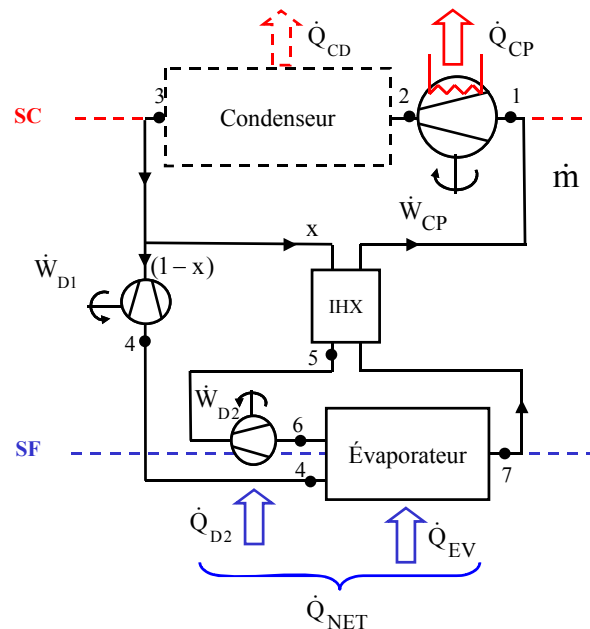 Q̇CD
Q̇CP
SC
3
Condenseur
2
1
ṁ
ẆCP
x
ẆD1
(1 − x)
IHX
4
5
ẆD2
6
SF
Évaporateur
4
7
Q̇D2
Q̇EV
Q̇NET